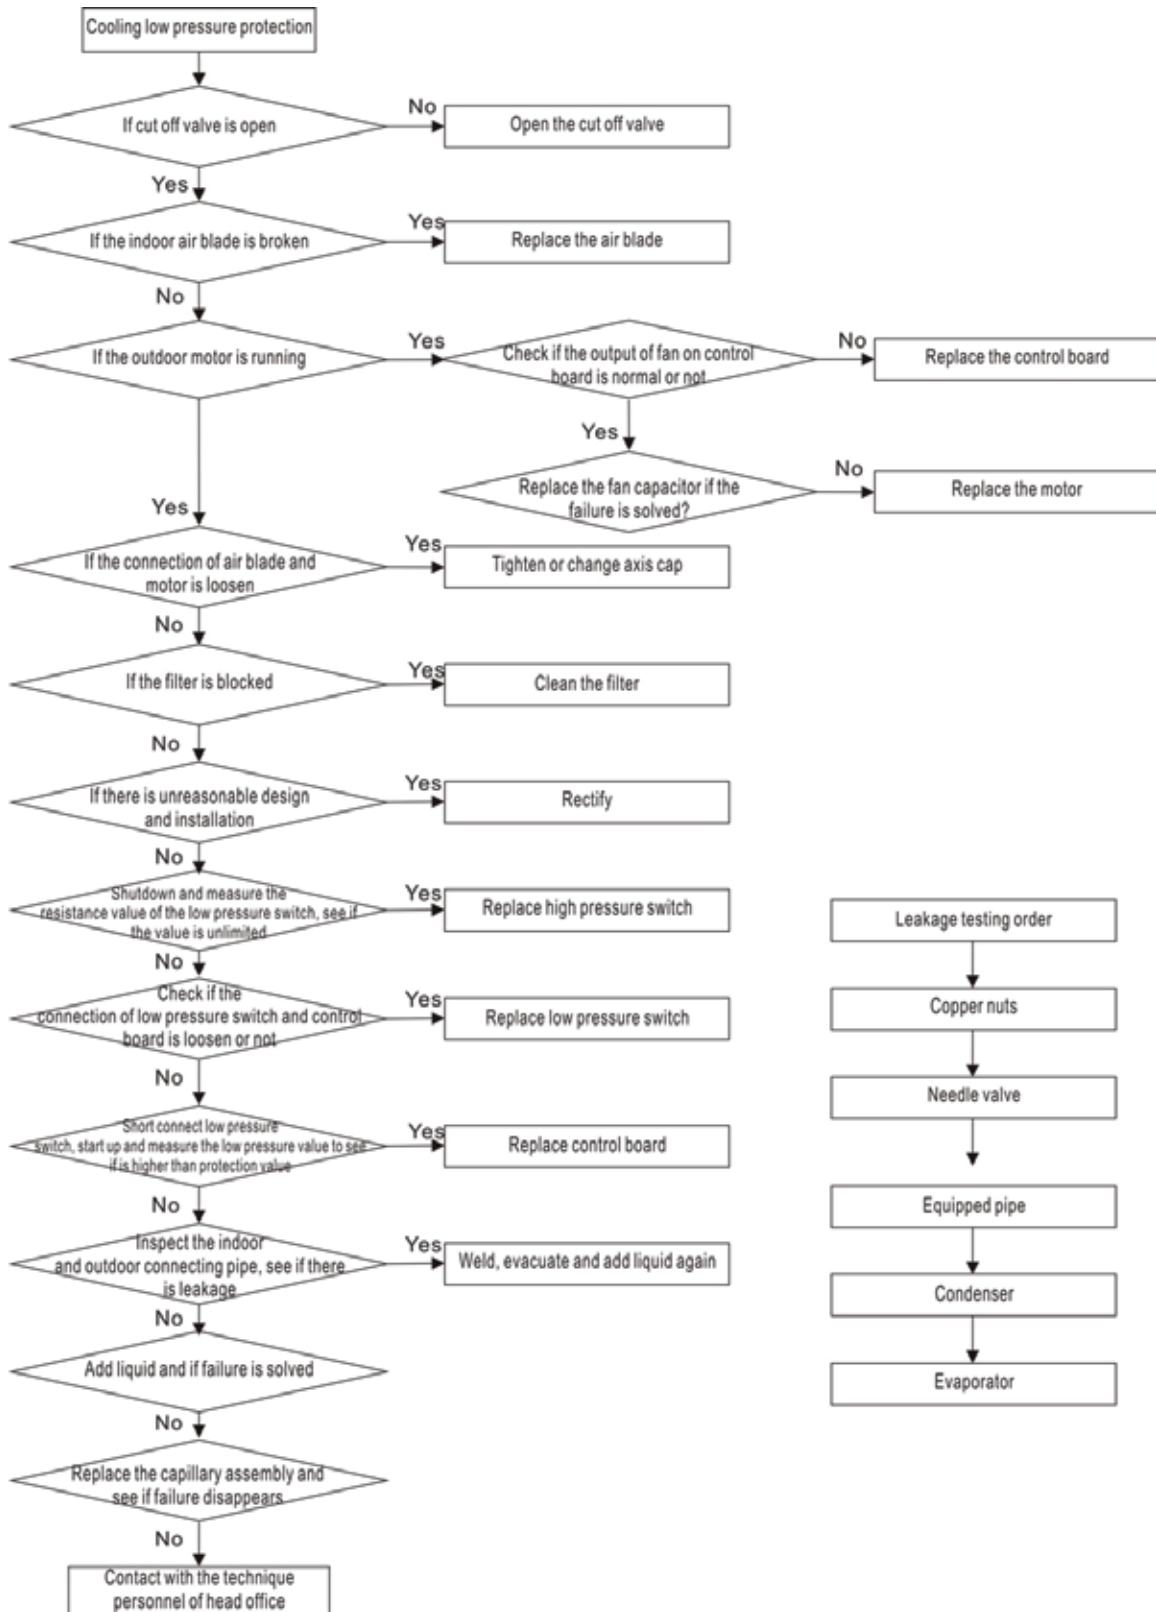 Cooling low pressure protection
If cut off valve is open
No
Open the cut off valve
Yes
If the indoor air blade is broken
Yes
Replace the air blade
No
If the outdoor motor is running
Yes
Check if the output of fan on control
board is normal or not
No
Replace the control board
Yes
Replace the fan capacitor if the
failure is solved?
No
Replace the motor
Yes
If the connection of air blade and
motor is loosen
Yes
Tighten or change axis cap
No
If the filter is blocked
Yes
Clean the filter
No
If there is unreasonable design
and installation
Yes
Rectify
No
Shutdown and measure the
resistance value of the low pressure switch, see if
the value is unlimited
Yes
Replace high pressure switch
No
Check if the
connection of low pressure switch and control
board is loosen or not
Yes
Replace low pressure switch
No
Short connect low pressure
switch, start up and measure the low pressure value to see
if is higher than protection value
Yes
Replace control board
No
Inspect the indoor
and outdoor connecting pipe, see if there
is leakage
Yes
Weld, evacuate and add liquid again
No
Add liquid and if failure is solved
No
Replace the capillary assembly and
see if failure disappears
No
Contact with the technique
personnel of head office
Leakage testing order
Copper nuts
Needle valve
Equipped pipe
Condenser
Evaporator